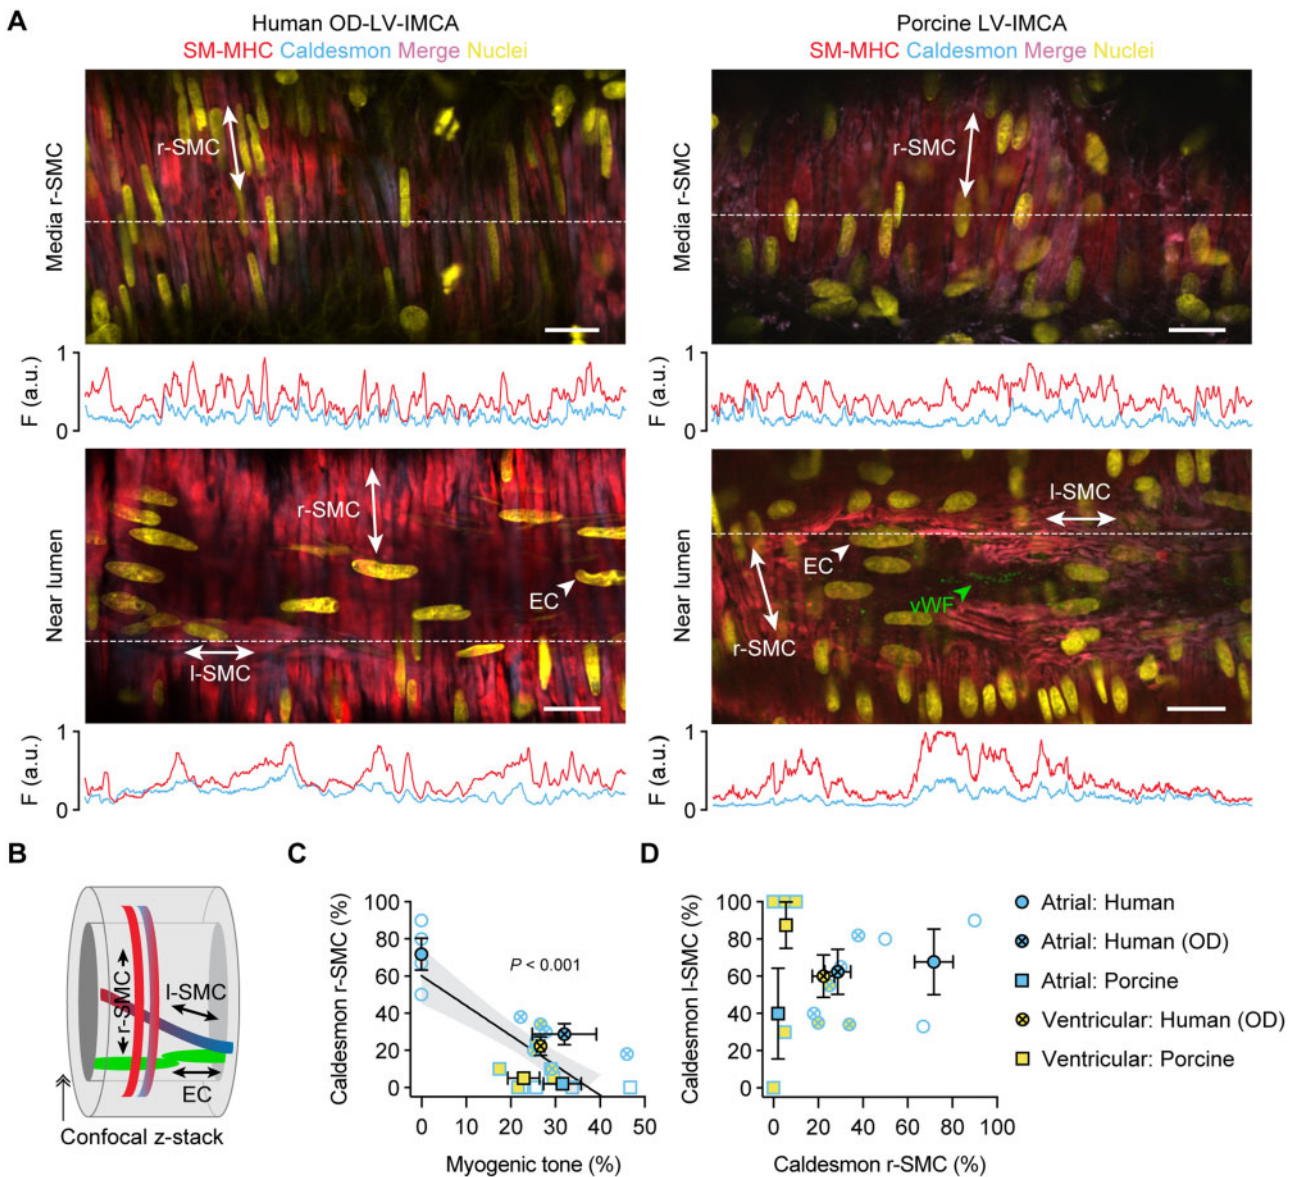 A
Human OD-LV-IMCA
SM-MHC Caldesmon Merge Nuclei
Porcine LV-IMCA
SM-MHC Caldesmon Merge Nuclei
Media r-SMC
r-SMC
Media r-SMC
r-SMC
F (a.u.)
1
0
F (a.u.)
1
0
Near lumen
r-SMC
EC
l-SMC
Near lumen
l-SMC
EC
vWF
r-SMC
F (a.u.)
1
0
F (a.u.)
1
0
B
r-SMC
l-SMC
EC
Confocal z-stack
C
Caldesmon r-SMC (%)
100
80
60
40
20
0
P < 0.001
0 10 20 30 40 50
Myogenic tone (%)
D
Caldesmon l-SMC (%)
100
80
60
40
20
0
0 20 40 60 80 100
Caldesmon r-SMC (%)
Atrial: Human
Atrial: Human (OD)
Atrial: Porcine
Ventricular: Human (OD)
Ventricular: Porcine